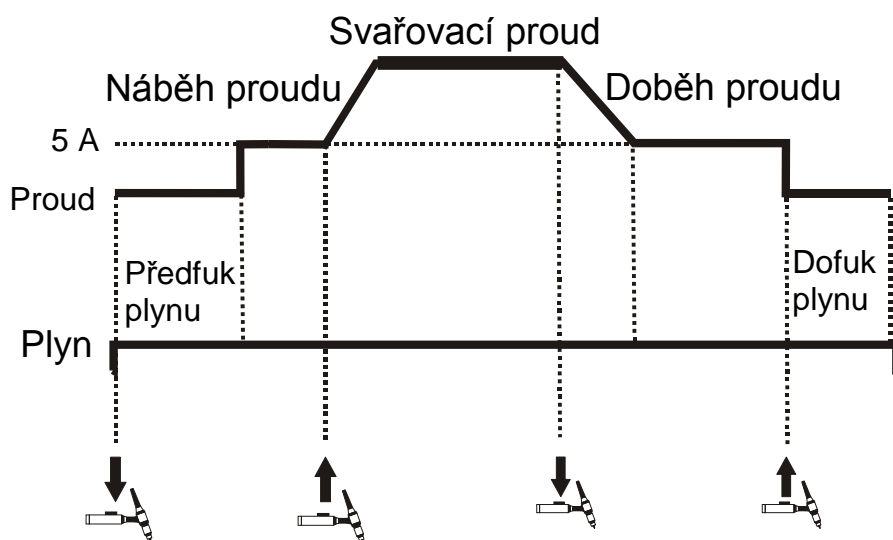 Svařovací proud
Náběh proudu
Doběh proudu
5 A
Proud
Předfuk
plynu
Dofuk
plynu
Plyn